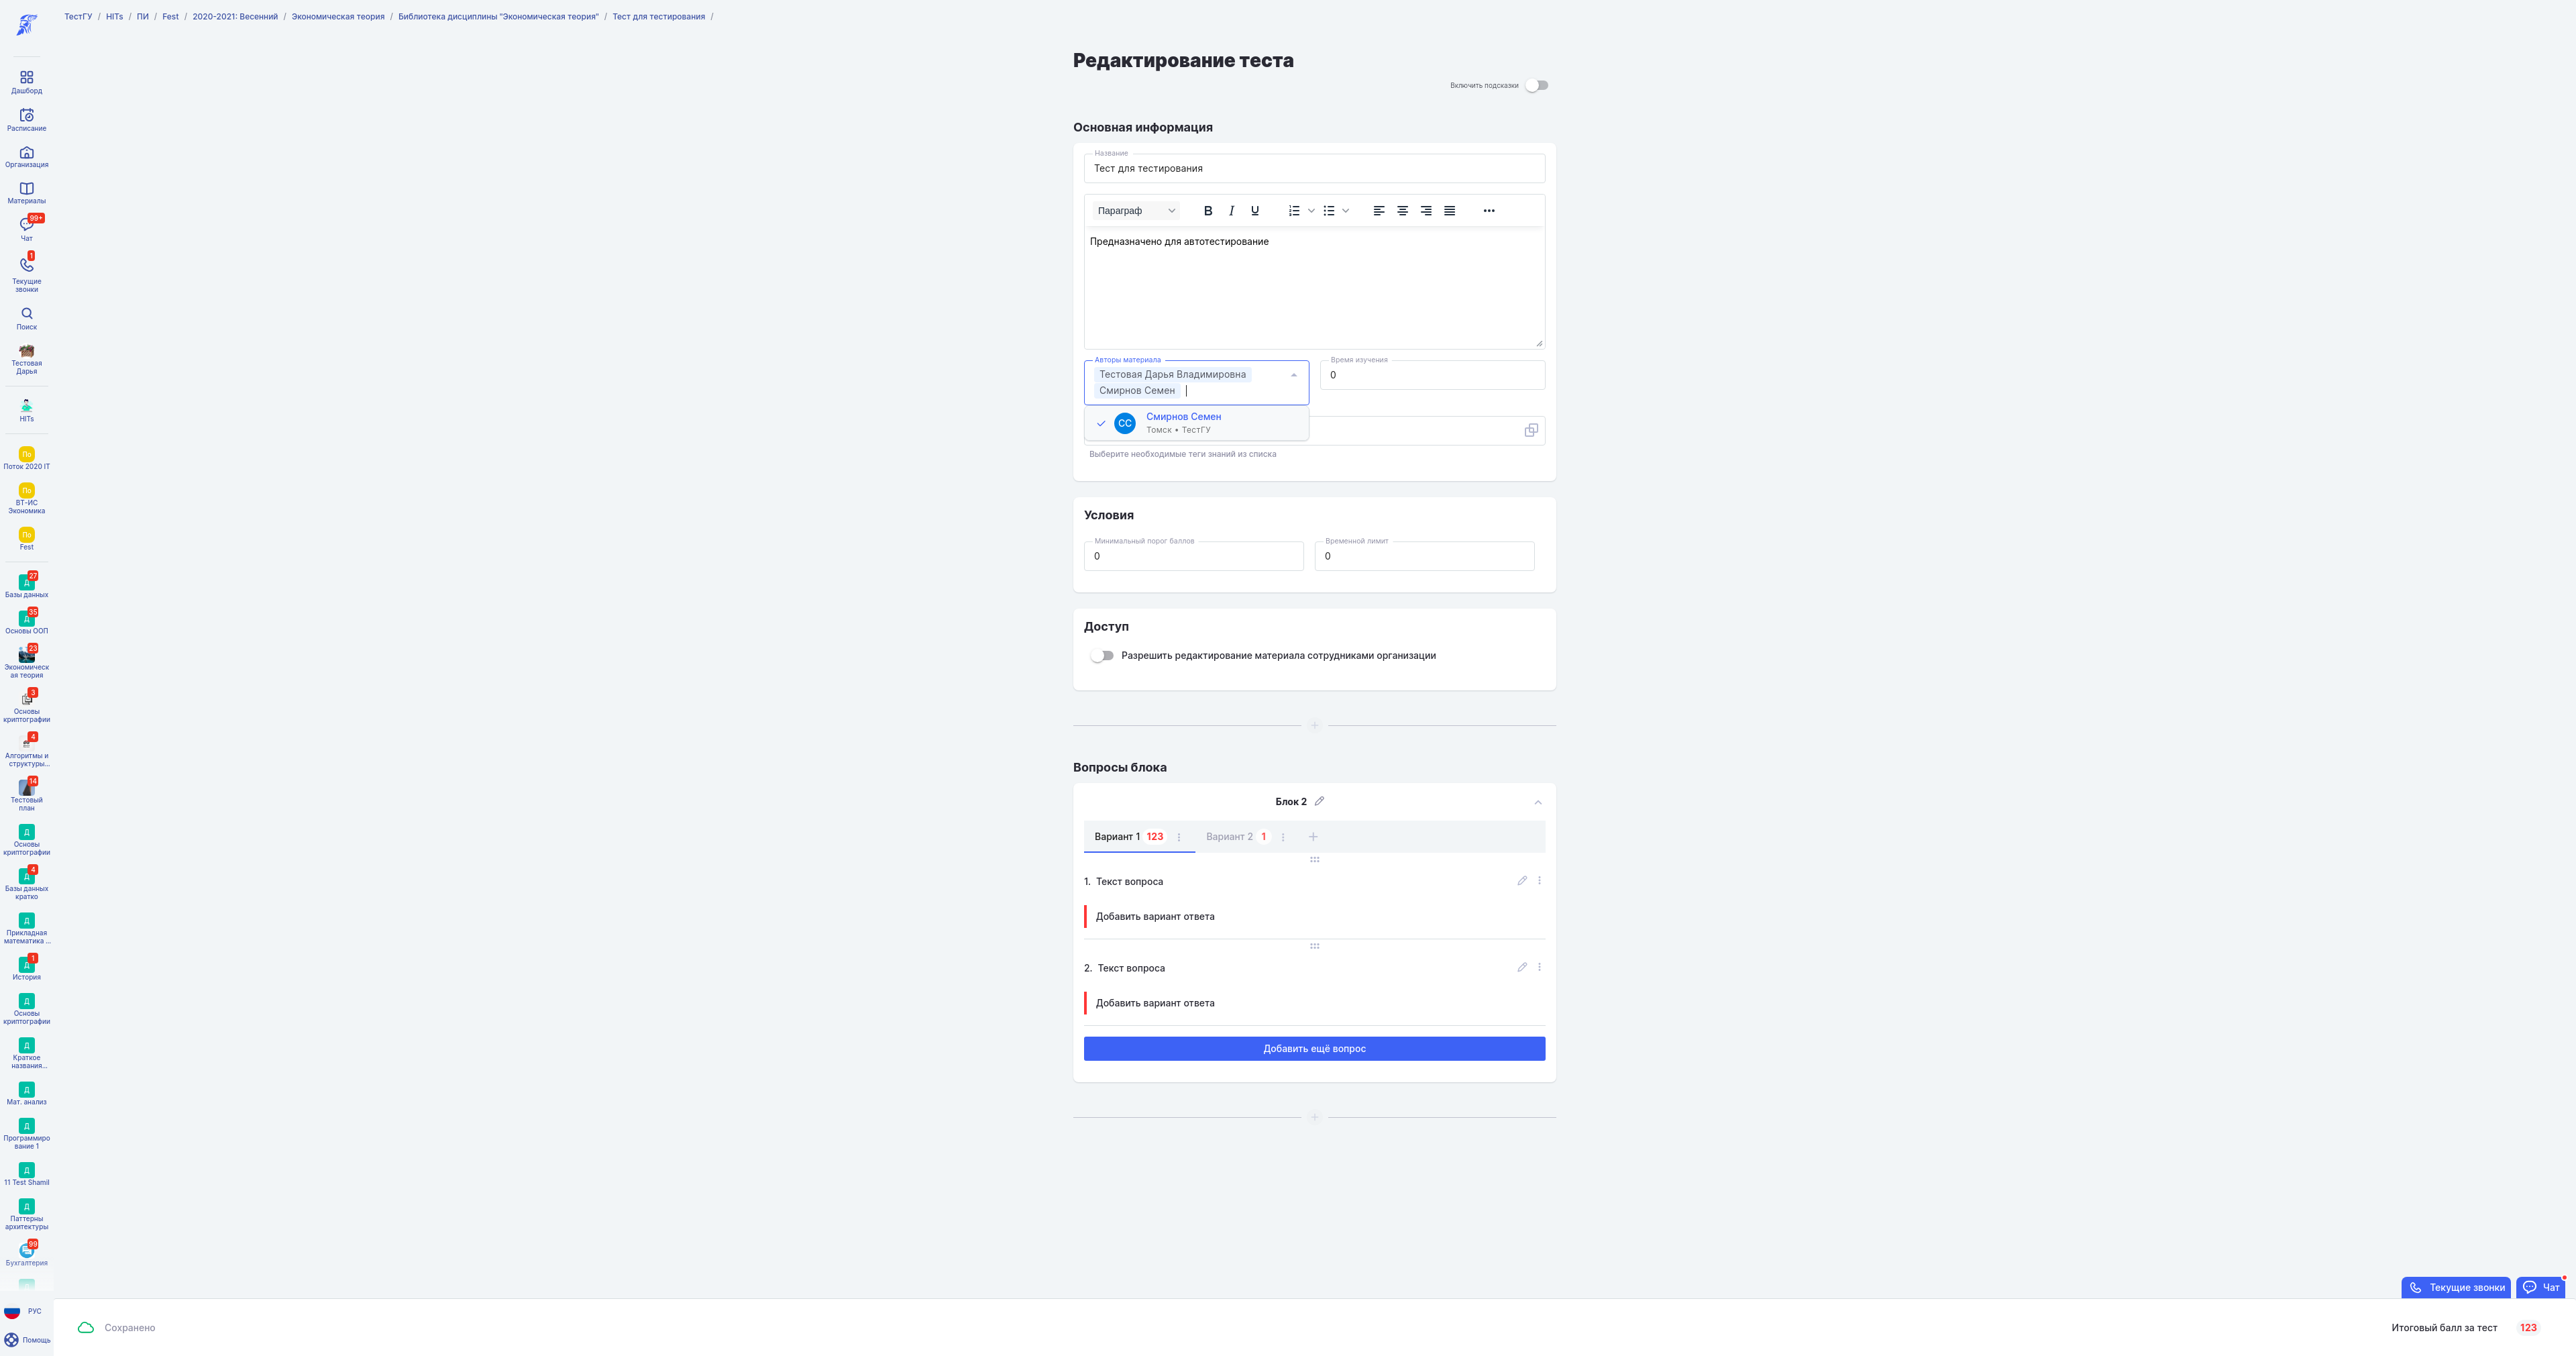 ТестГУ / HITs / ПИ / Fest / 2020-2021: Весенний / Экономическая теория / Библиотека дисциплины "Экономическая теория" / Тест для тестирования /
Дашборд
Расписание
Организация
Материалы
99+
Чат
1
Текущие
звонки
Поиск
Тестовая
Дарья
HITs
По
Поток 2020 IT
По
ВТ-ИС
Экономика
По
Fest
Д 27
Базы данных
Д 35
Основы ООП
23
Экономическ
ая теория
3
Основы
криптографии
4
Алгоритмы и
структуры...
14
Тестовый
план
Д
Основы
криптографии
Д 4
Базы данных
кратко
Д
Прикладная
математика ...
Д 1
История
Д
Основы
криптографии
Д
Краткое
названия...
Д
Мат. анализ
Д
Программиро
вание 1
Д
11 Test Shamil
Д
Паттерны
архитектуры
99
Бухгалтерия
РУС
Помощь
Редактирование теста
Включить подсказки
Основная информация
Название
Тест для тестирования
Параграф B I U
Предназначено для автотестирование
Авторы материала
Тестовая Дарья Владимировна
Смирнов Семен
Время изучения
0
СС
Смирнов Семен
Томск • ТестГУ
Выберите необходимые теги знаний из списка
Условия
Минимальный порог баллов
0
Временной лимит
0
Доступ
Разрешить редактирование материала сотрудниками организации
Вопросы блока
Блок 2
Вариант 1 123 Вариант 2 1
1. Текст вопроса
Добавить вариант ответа
2. Текст вопроса
Добавить вариант ответа
Добавить ещё вопрос
Текущие звонки
Чат
Сохранено
Итоговый балл за тест 123